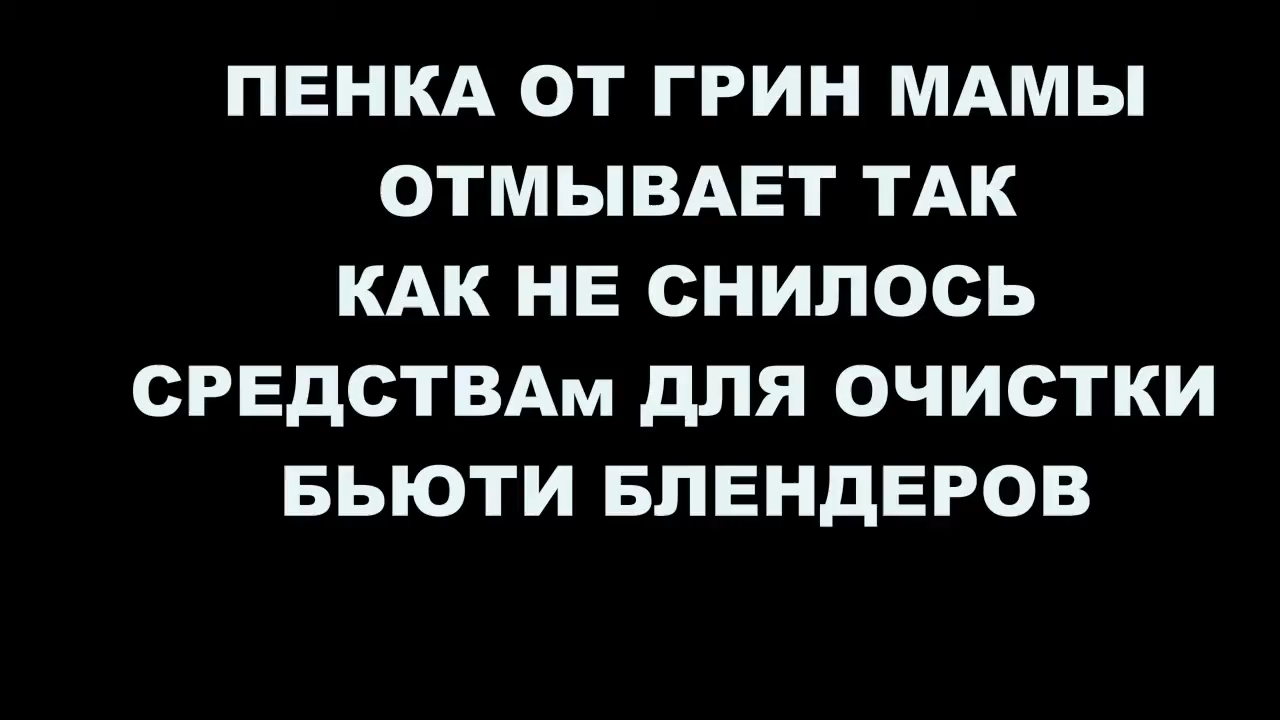 ПЕНКА ОТ ГРИН МАМЫ
ОТМЫВАЕТ ТАК
КАК НЕ СНИЛОСЬ
СРЕДСТВАм ДЛЯ ОЧИСТКИ
БЬЮТИ БЛЕНДЕРОВ